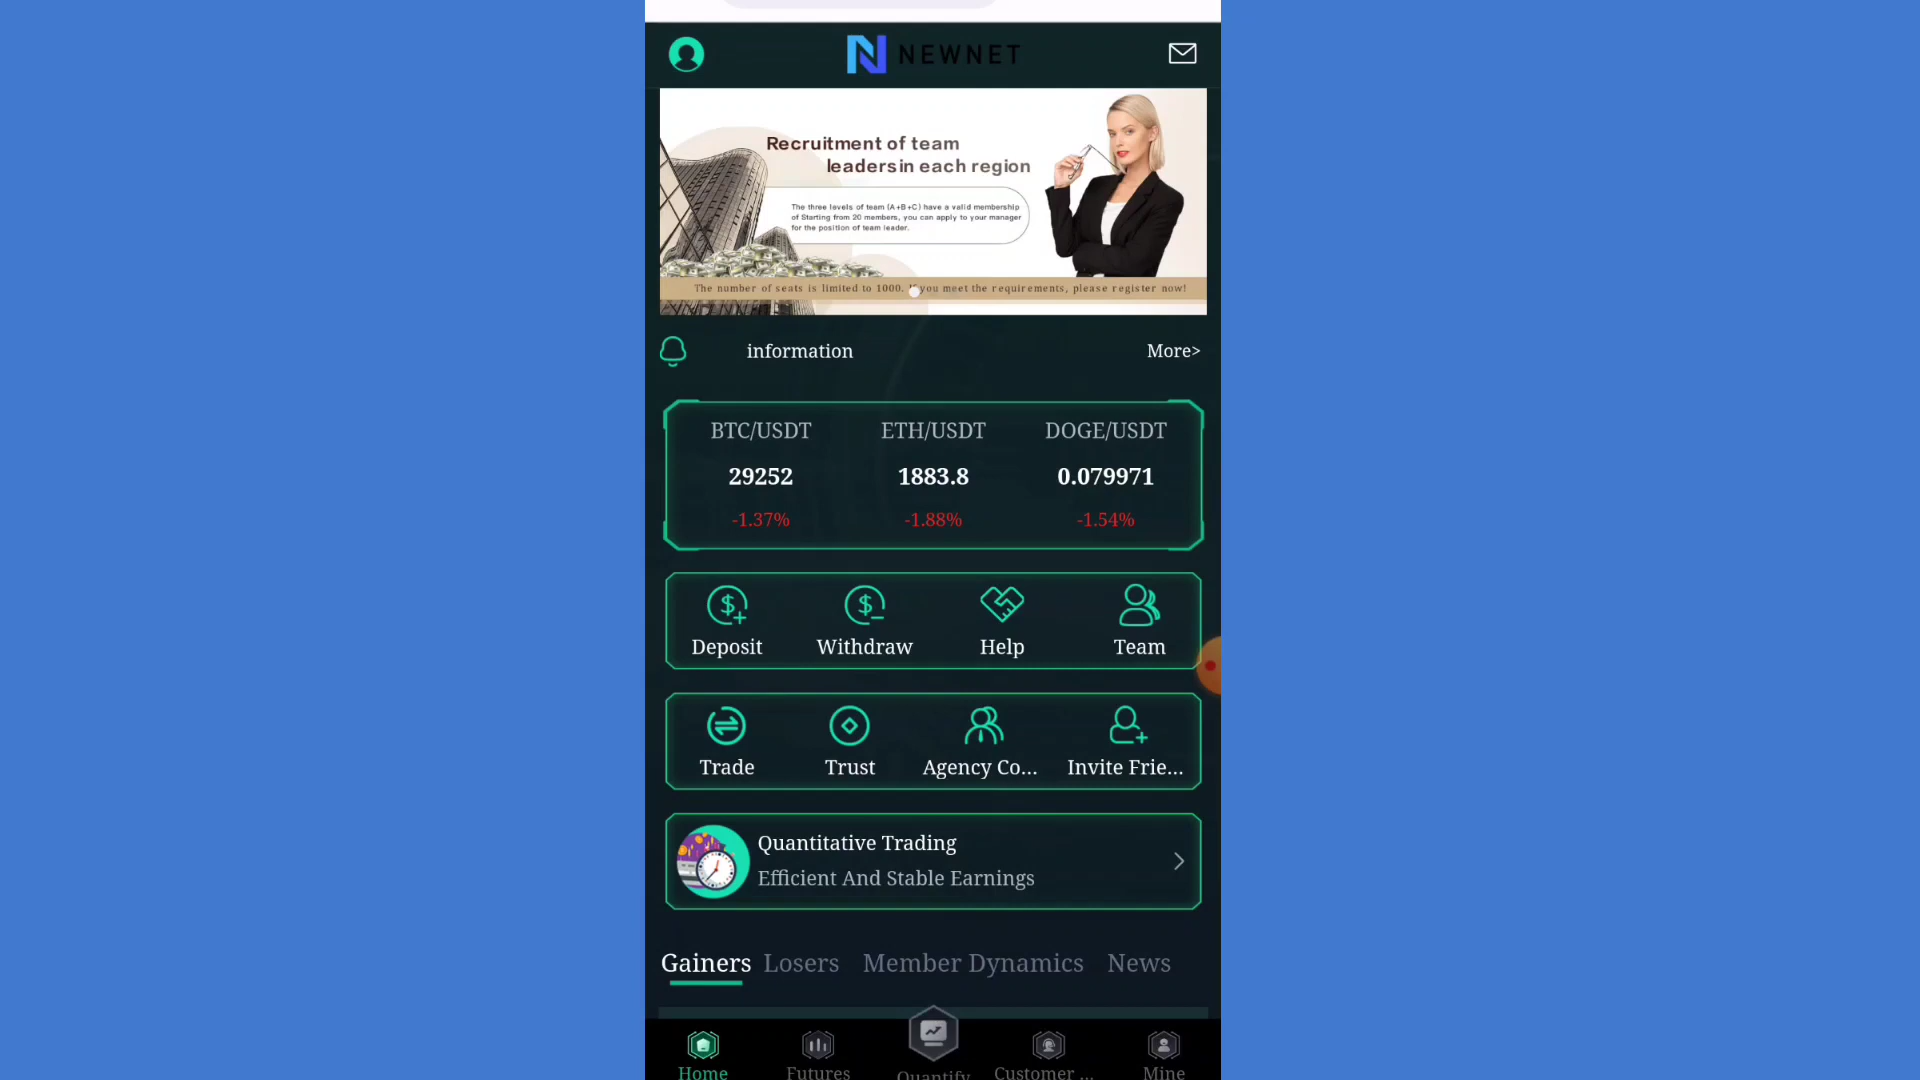 NEWNET
Recruitment of team
leaders in each region
The three levels of team (A+B+C) have a valid membership
of Starting from 20 members, you can apply to your manager
for the position of team leader.
The number of seats is limited to 1000. If you meet the requirements, please register now!
information
More>
BTC/USDT
ETH/USDT
DOGE/USDT
29252
1883.8
0.079971
-1.37%
-1.88%
-1.54%
Deposit
Withdraw
Help
Team
Trade
Trust
Agency Co...
Invite Frie...
Quantitative Trading
Efficient And Stable Earnings
Gainers
Losers
Member Dynamics
News
Home
Futures
Quantify
Customer ...
Mine